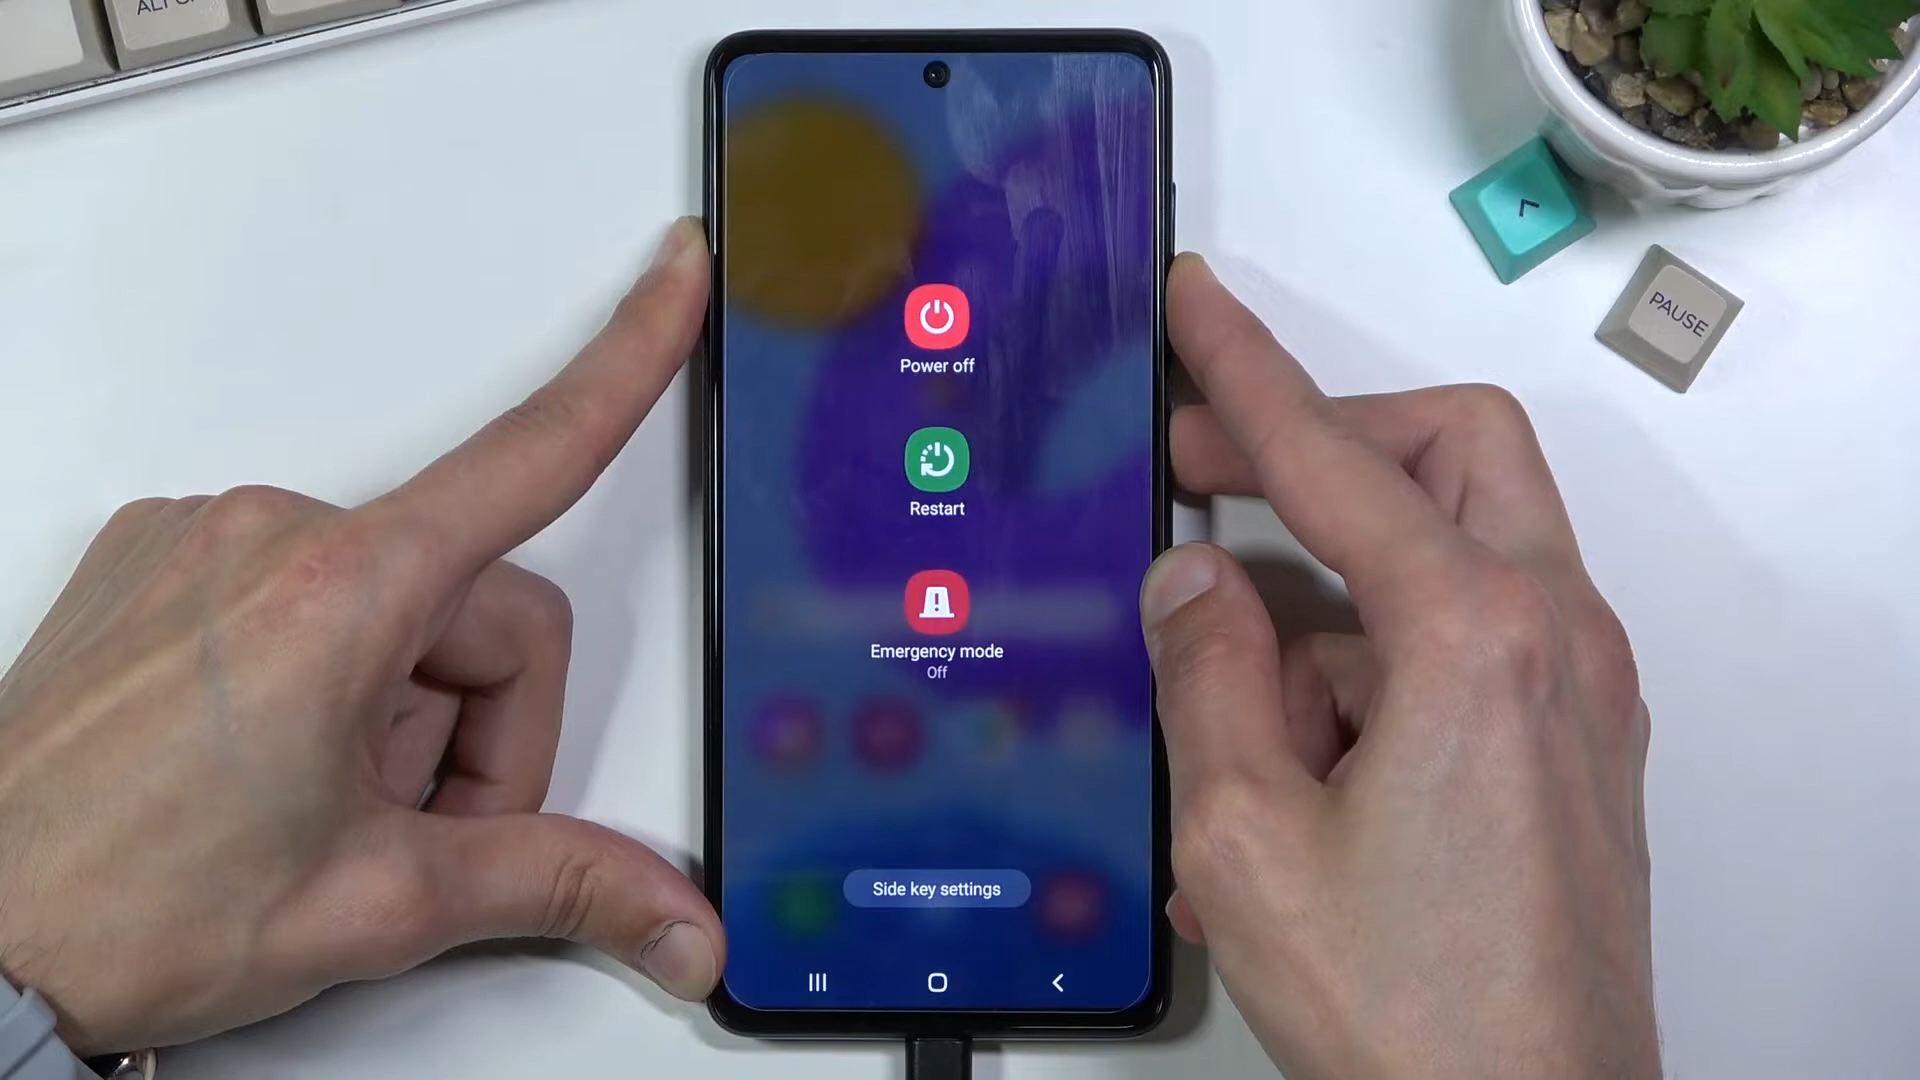 Power off
Restart
Emergency mode
Off
Side key settings
PAUSE